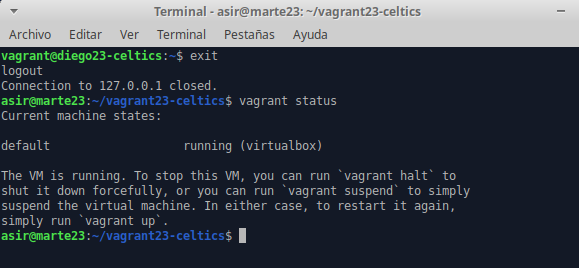 Terminal - asir@marte23: ~/vagrant23-celtics
Archivo Editar Ver Terminal Pestañas Ayuda
vagrant@diego23-celtics:~$ exit
logout
Connection to 127.0.0.1 closed.
asir@marte23:~/vagrant23-celtics$ vagrant status
Current machine states:
default running (virtualbox)
The VM is running. To stop this VM, you can run `vagrant halt` to
shut it down forcefully, or you can run `vagrant suspend` to simply
suspend the virtual machine. In either case, to restart it again,
simply run `vagrant up`.
asir@marte23:~/vagrant23-celtics$